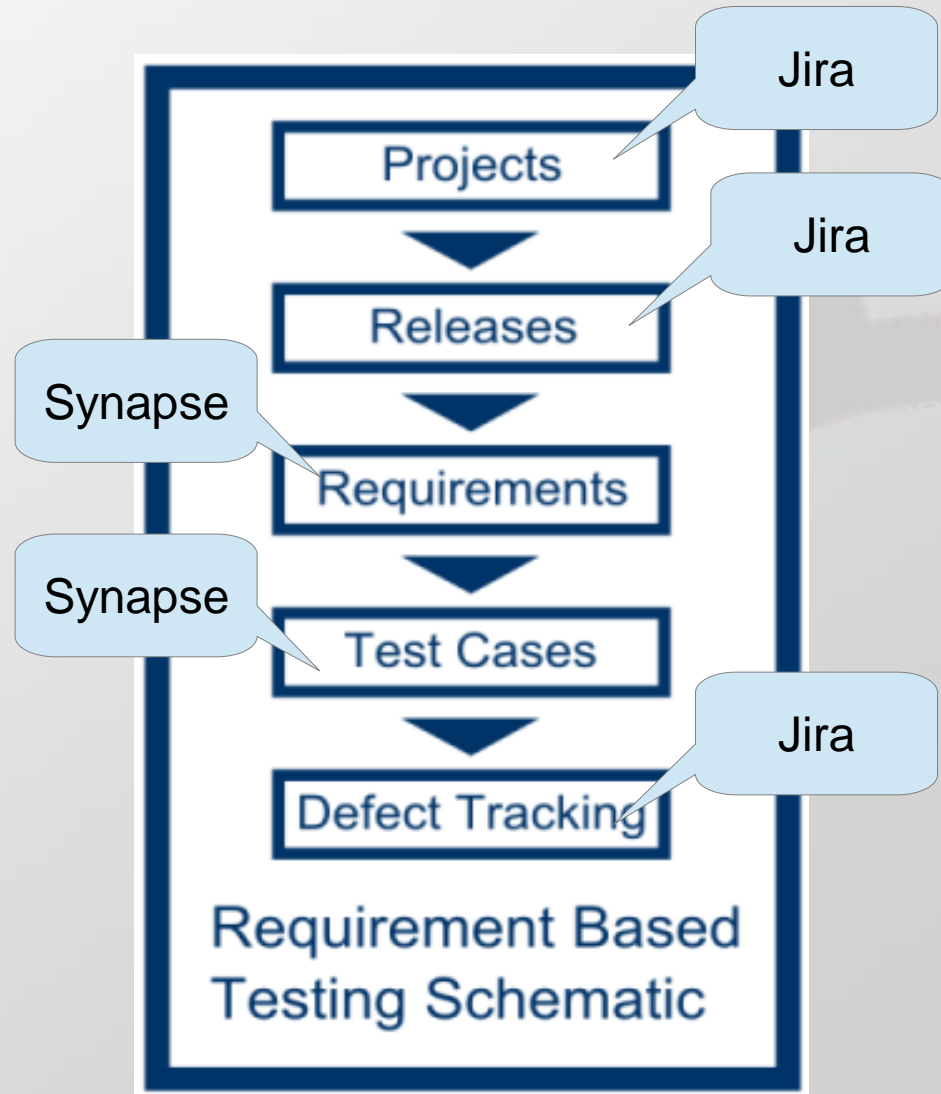 Jira
Projects
Jira
Releases
Synapse
Requirements
Synapse
Test Cases
Jira
Defect Tracking
Requirement Based
Testing Schematic